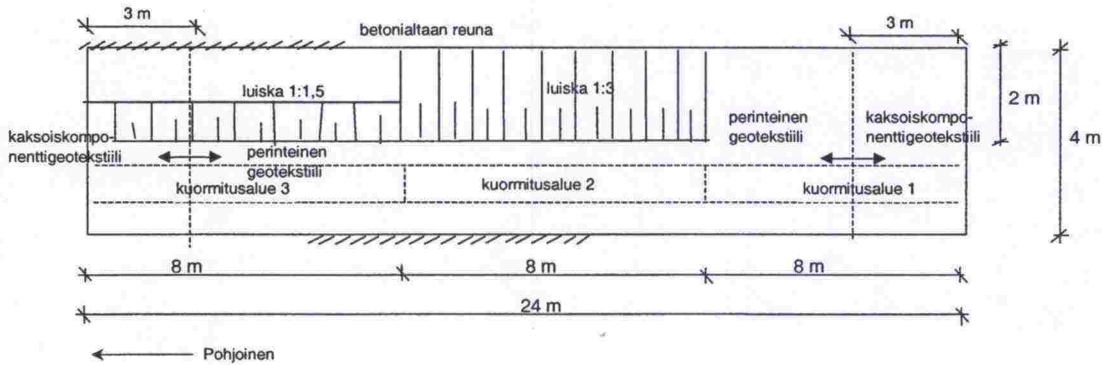 3 m
betonialtaan reuna
3 m
luiska 1:1,5
luiska 1:3
2 m
4 m
kaksoiskompo-
nenttigeotekstiili
perinteinen
geotekstiili
perinteinen
geotekstiili
kaksoiskompo-
nenttigeotekstiili
kuormitusalue 3
kuormitusalue 2
kuormitusalue 1
8 m
8 m
8 m
24 m
Pohjoinen